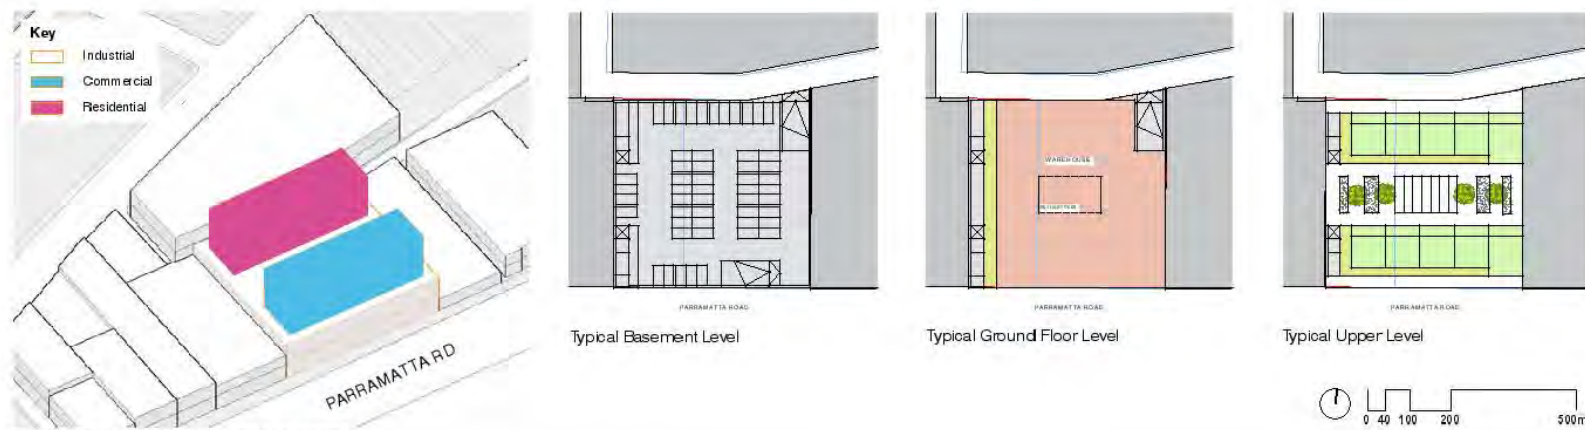 Key
Industrial
Commercial
Residential
PARRAMATTA RD
PARRAMATTA ROAD
Typical Basement Level
WAREHOUSE
PARRAMATTA ROAD
Typical Ground Floor Level
PARRAMATTA ROAD
Typical Upper Level
0 40 100 200 500m